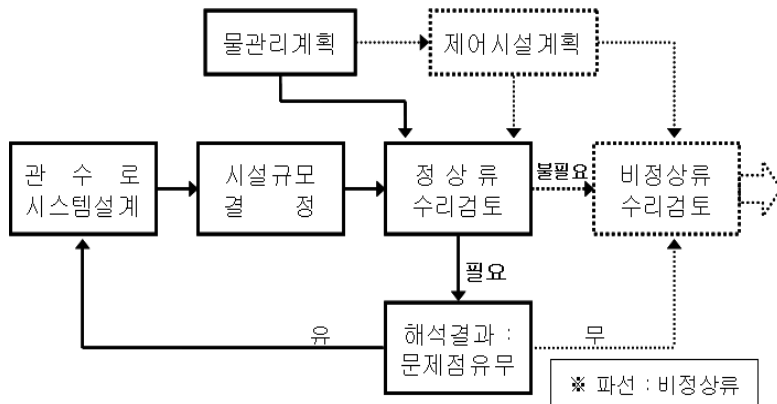 물관리계획
제어시설계획
관 수 로
시스템설계
시설규모
결 정
정 상 류
수리검토
불필요
비정상류
수리검토
필요
유
해석결과 :
문제점유무
무
※ 파선 : 비정상류